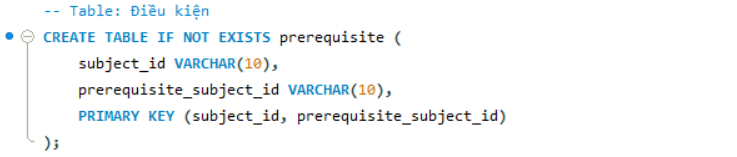 -- Table: Điều kiện
CREATE TABLE IF NOT EXISTS prerequisite (
subject_id VARCHAR(10),
prerequisite_subject_id VARCHAR(10),
PRIMARY KEY (subject_id, prerequisite_subject_id)
);